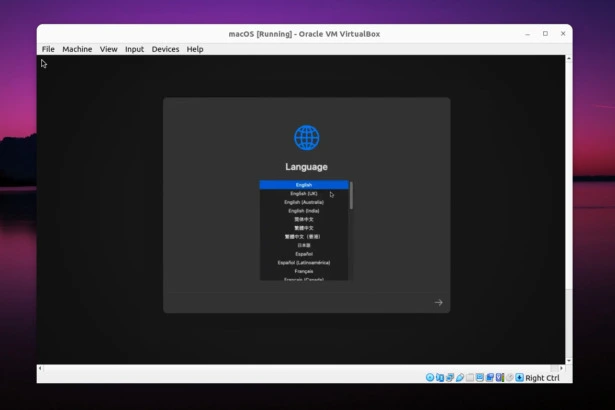 macOS [Running] - Oracle VM VirtualBox
File Machine View Input Devices Help
Language
English
English (UK)
English (Australia)
English (India)
简体中文
繁體中文
繁體中文（香港）
日本語
Español
Español (Latinoamérica)
Français
Français (Canada)
Right Ctrl